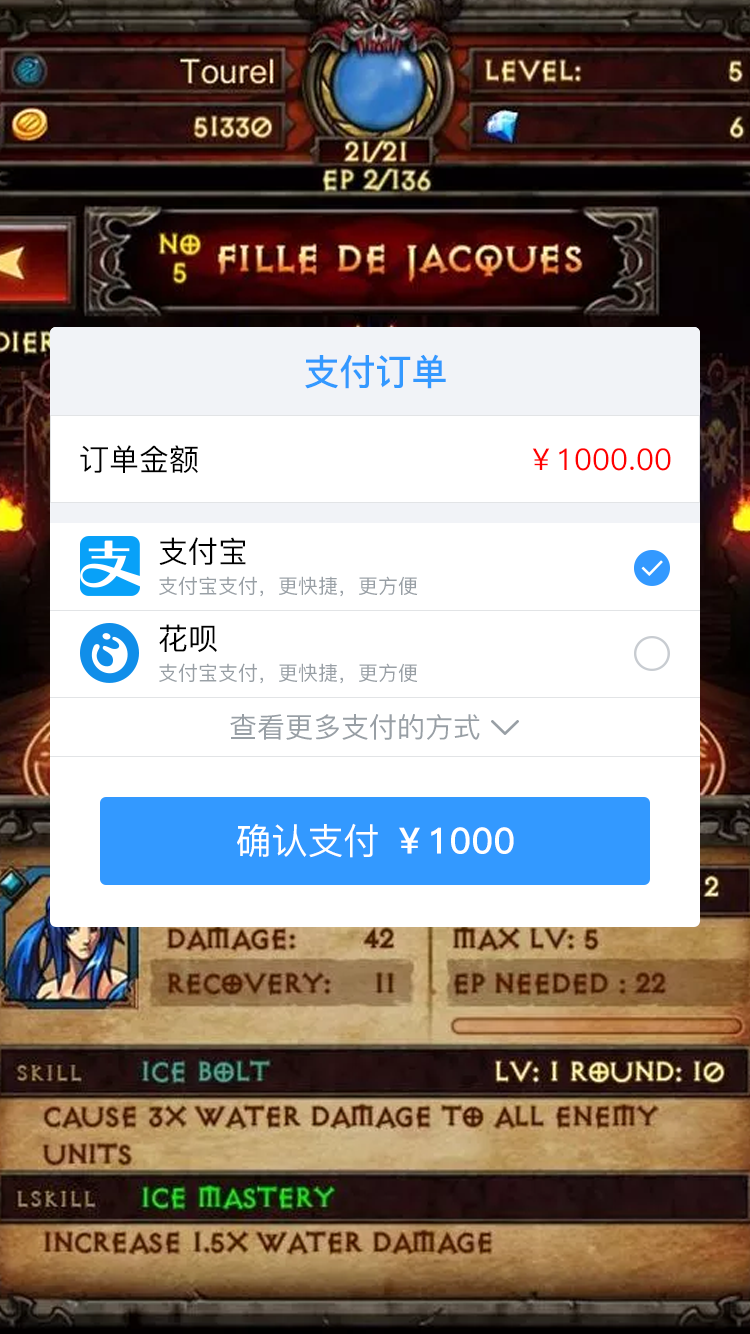 Tourel
LEVEL: 5
51330
6
21/21
EP 2/136
NO 5
FILLE DE JACQUES
DIER
支付订单
订单金额 ¥1000.00
支付宝
支付宝支付，更快捷，更方便
花呗
支付宝支付，更快捷，更方便
查看更多支付的方式
确认支付 ¥1000
2
DAMAGE: 42
MAX LV: 5
RECOVERY: 11
EP NEEDED : 22
SKILL ICE BOLT LV: 1 ROUND: 10
CAUSE 3X WATER DAMAGE TO ALL ENEMY
UNITS
LSKILL ICE MASTERY
INCREASE 1.5X WATER DAMAGE